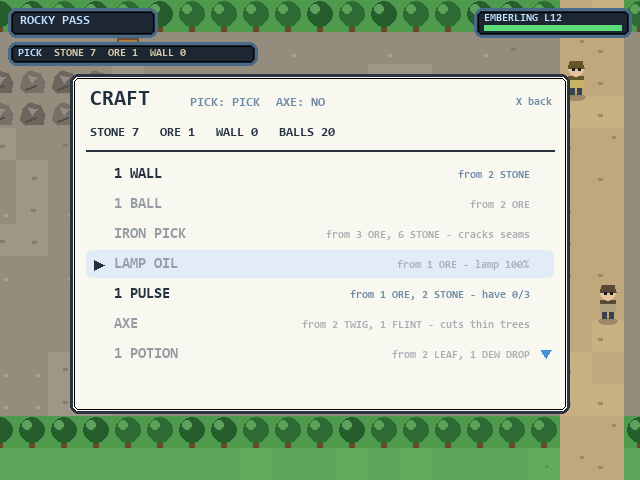 ROCKY PASS
EMBERLING L12
PICK STONE 7 ORE 1 WALL 0
CRAFT PICK: PICK AXE: NO X back
STONE 7 ORE 1 WALL 0 BALLS 20
1 WALL from 2 STONE
1 BALL from 2 ORE
IRON PICK from 3 ORE, 6 STONE - cracks seams
LAMP OIL from 1 ORE - lamp 100%
1 PULSE from 1 ORE, 2 STONE - have 0/3
AXE from 2 TWIG, 1 FLINT - cuts thin trees
1 POTION from 2 LEAF, 1 DEW DROP